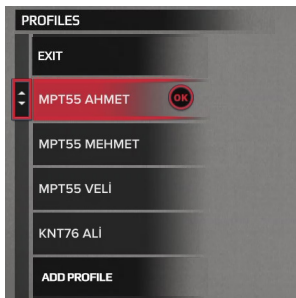 PROFILES
EXIT
MPT55 AHMET OK
MPT55 MEHMET
MPT55 VELİ
KNT76 ALİ
ADD PROFILE